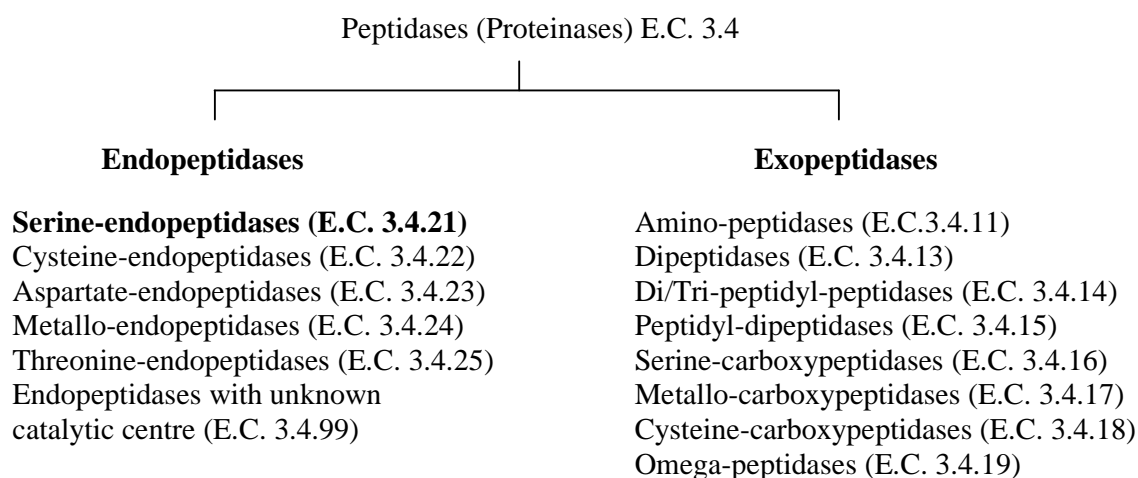 Peptidases (Proteinases) E.C. 3.4
Endopeptidases
Serine-endopeptidases (E.C. 3.4.21)
Cysteine-endopeptidases (E.C. 3.4.22)
Aspartate-endopeptidases (E.C. 3.4.23)
Metallo-endopeptidases (E.C. 3.4.24)
Threonine-endopeptidases (E.C. 3.4.25)
Endopeptidases with unknown
catalytic centre (E.C. 3.4.99)
Exopeptidases
Amino-peptidases (E.C.3.4.11)
Dipeptidases (E.C. 3.4.13)
Di/Tri-peptidyl-peptidases (E.C. 3.4.14)
Peptidyl-dipeptidases (E.C. 3.4.15)
Serine-carboxypeptidases (E.C. 3.4.16)
Metallo-carboxypeptidases (E.C. 3.4.17)
Cysteine-carboxypeptidases (E.C. 3.4.18)
Omega-peptidases (E.C. 3.4.19)